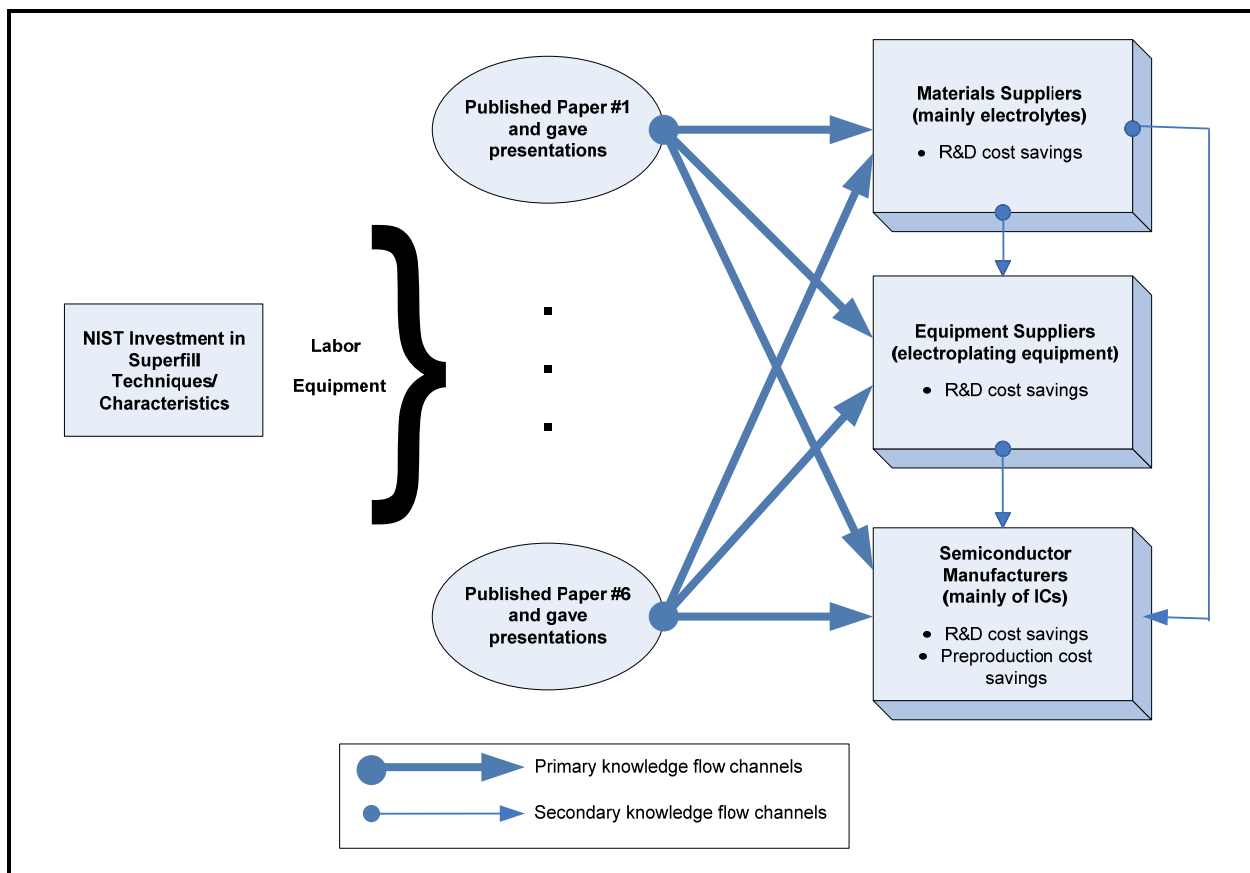 NIST Investment in
Superfill
Techniques/
Characteristics
Labor
Equipment
}
Published Paper #1
and gave
presentations
Published Paper #6
and gave
presentations
Materials Suppliers
(mainly electrolytes)
• R&D cost savings
Equipment Suppliers
(electroplating equipment)
• R&D cost savings
Semiconductor
Manufacturers
(mainly of ICs)
• R&D cost savings
• Preproduction cost
savings
Primary knowledge flow channels
Secondary knowledge flow channels